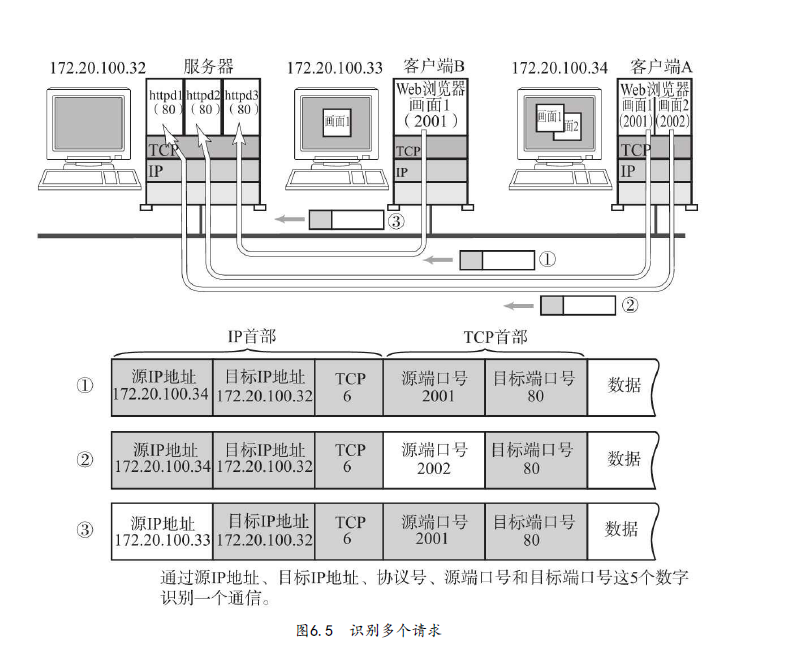 172.20.100.32
服务器
httpd1
(80)
httpd2
(80)
httpd3
(80)
TCP
IP
172.20.100.33
客户端B
画面1
Web浏览器
画面1
(2001)
TCP
IP
172.20.100.34
客户端A
画面1
面2
Web浏览器
画面1
(2001)
画面2
(2002)
TCP
IP
③
①
②
IP首部
TCP首部
①
源IP地址
172.20.100.34
目标IP地址
172.20.100.32
TCP
6
源端口号
2001
目标端口号
80
数据
②
源IP地址
172.20.100.34
目标IP地址
172.20.100.32
TCP
6
源端口号
2002
目标端口号
80
数据
③
源IP地址
172.20.100.33
目标IP地址
172.20.100.32
TCP
6
源端口号
2001
目标端口号
80
数据
通过源IP地址、目标IP地址、协议号、源端口号和目标端口号这5个数字
识别一个通信。
图6.5 识别多个请求